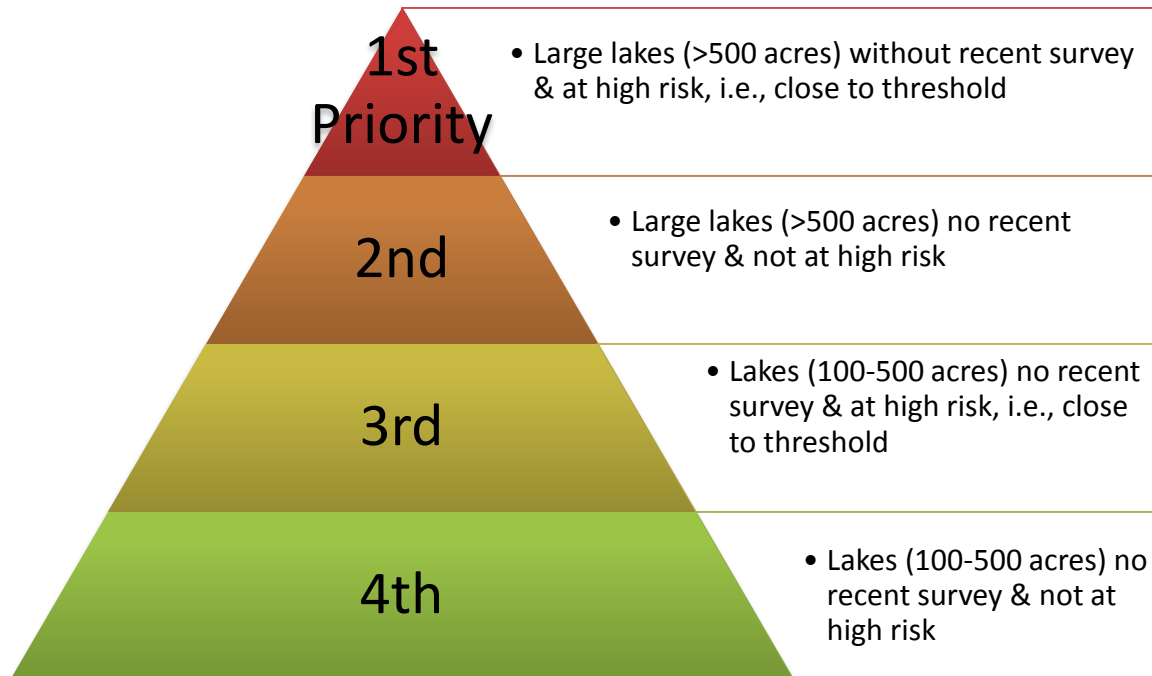 1st
Priority
• Large lakes (>500 acres) without recent survey
& at high risk, i.e., close to threshold
2nd
• Large lakes (>500 acres) no recent
survey & not at high risk
3rd
• Lakes (100-500 acres) no recent
survey & at high risk, i.e., close
to threshold
4th
• Lakes (100-500 acres) no
recent survey & not at
high risk